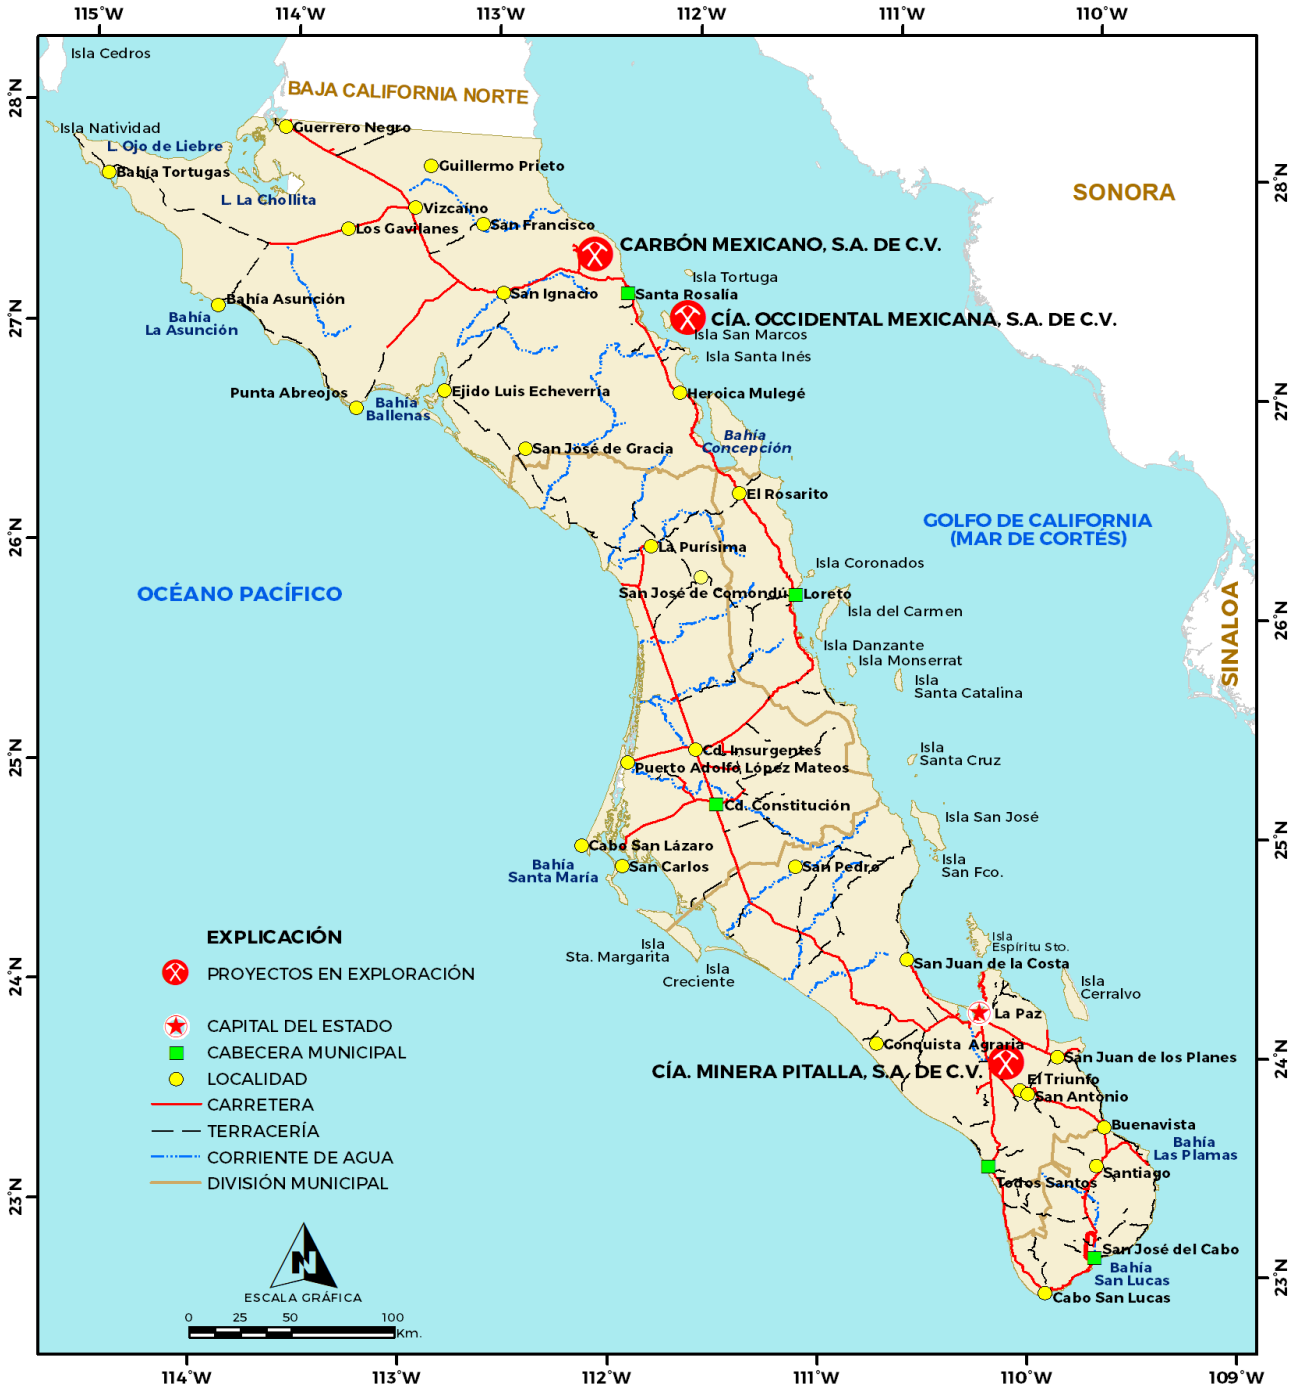 115°W 114°W 113°W 112°W 111°W 110°W
Isla Cedros
28°N
BAJA CALIFORNIA NORTE
Isla Natividad
Guerrero Negro
L. Ojo de Liebre
Guillermo Prieto
Bahía Tortugas
28°N
SONORA
L. La Chollita
Vizcaíno
Los Gavilanes
San Francisco
CARBÓN MEXICANO, S.A. DE C.V.
Isla Tortuga
San Ignacio
Santa Rosalía
Bahía Asunción
27°N
Bahía
La Asunción
CÍA. OCCIDENTAL MEXICANA, S.A. DE C.V.
Isla San Marcos
Isla Santa Inés
Punta Abreojos
Ejido Luis Echeverría
Heroica Mulegé
27°N
Bahía
Ballenas
Bahía
Concepción
San José de Gracia
El Rosarito
GOLFO DE CALIFORNIA
(MAR DE CORTÉS)
26°N
La Purísima
Isla Coronados
OCÉANO PACÍFICO
San José de Comondú
Loreto
Isla del Carmen
26°N
SINALOA
Isla Danzante
Isla Monserrat
Isla
Santa Catalina
25°N
Cd. Insurgentes
Isla
Santa Cruz
Puerto Adolfo López Mateos
Cd. Constitución
Isla San José
25°N
Cabo San Lázaro
Bahía
Santa María
San Carlos
San Pedro
Isla
San Fco.
EXPLICACIÓN
Isla
Sta. Margarita
Isla
Espíritu Sto.
PROYECTOS EN EXPLORACIÓN
Isla
Creciente
San Juan de la Costa
24°N
Isla
Cerralvo
CAPITAL DEL ESTADO
La Paz
CABECERA MUNICIPAL
Conquista Agraria
San Juan de los Planes
24°N
CÍA. MINERA PITALLA, S.A. DE C.V.
LOCALIDAD
El Triunfo
San Antonio
CARRETERA
TERRACERÍA
Buenavista
Bahía
Las Plamas
CORRIENTE DE AGUA
Santiago
DIVISIÓN MUNICIPAL
Todos Santos
23°N
N
San José del Cabo
Bahía
San Lucas
23°N
ESCALA GRÁFICA
Cabo San Lucas
0 25 50 100
Km.
114°W 113°W 112°W 111°W 110°W 109°W